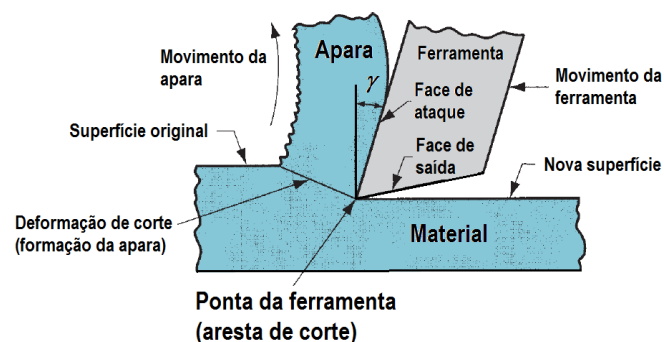 Movimento da
apara
Apara
γ
Ferramenta
Face de
ataque
Movimento da
ferramenta
Face de
saída
Superfície original
Nova superfície
Deformação de corte
(formação da apara)
Material
Ponta da ferramenta
(aresta de corte)